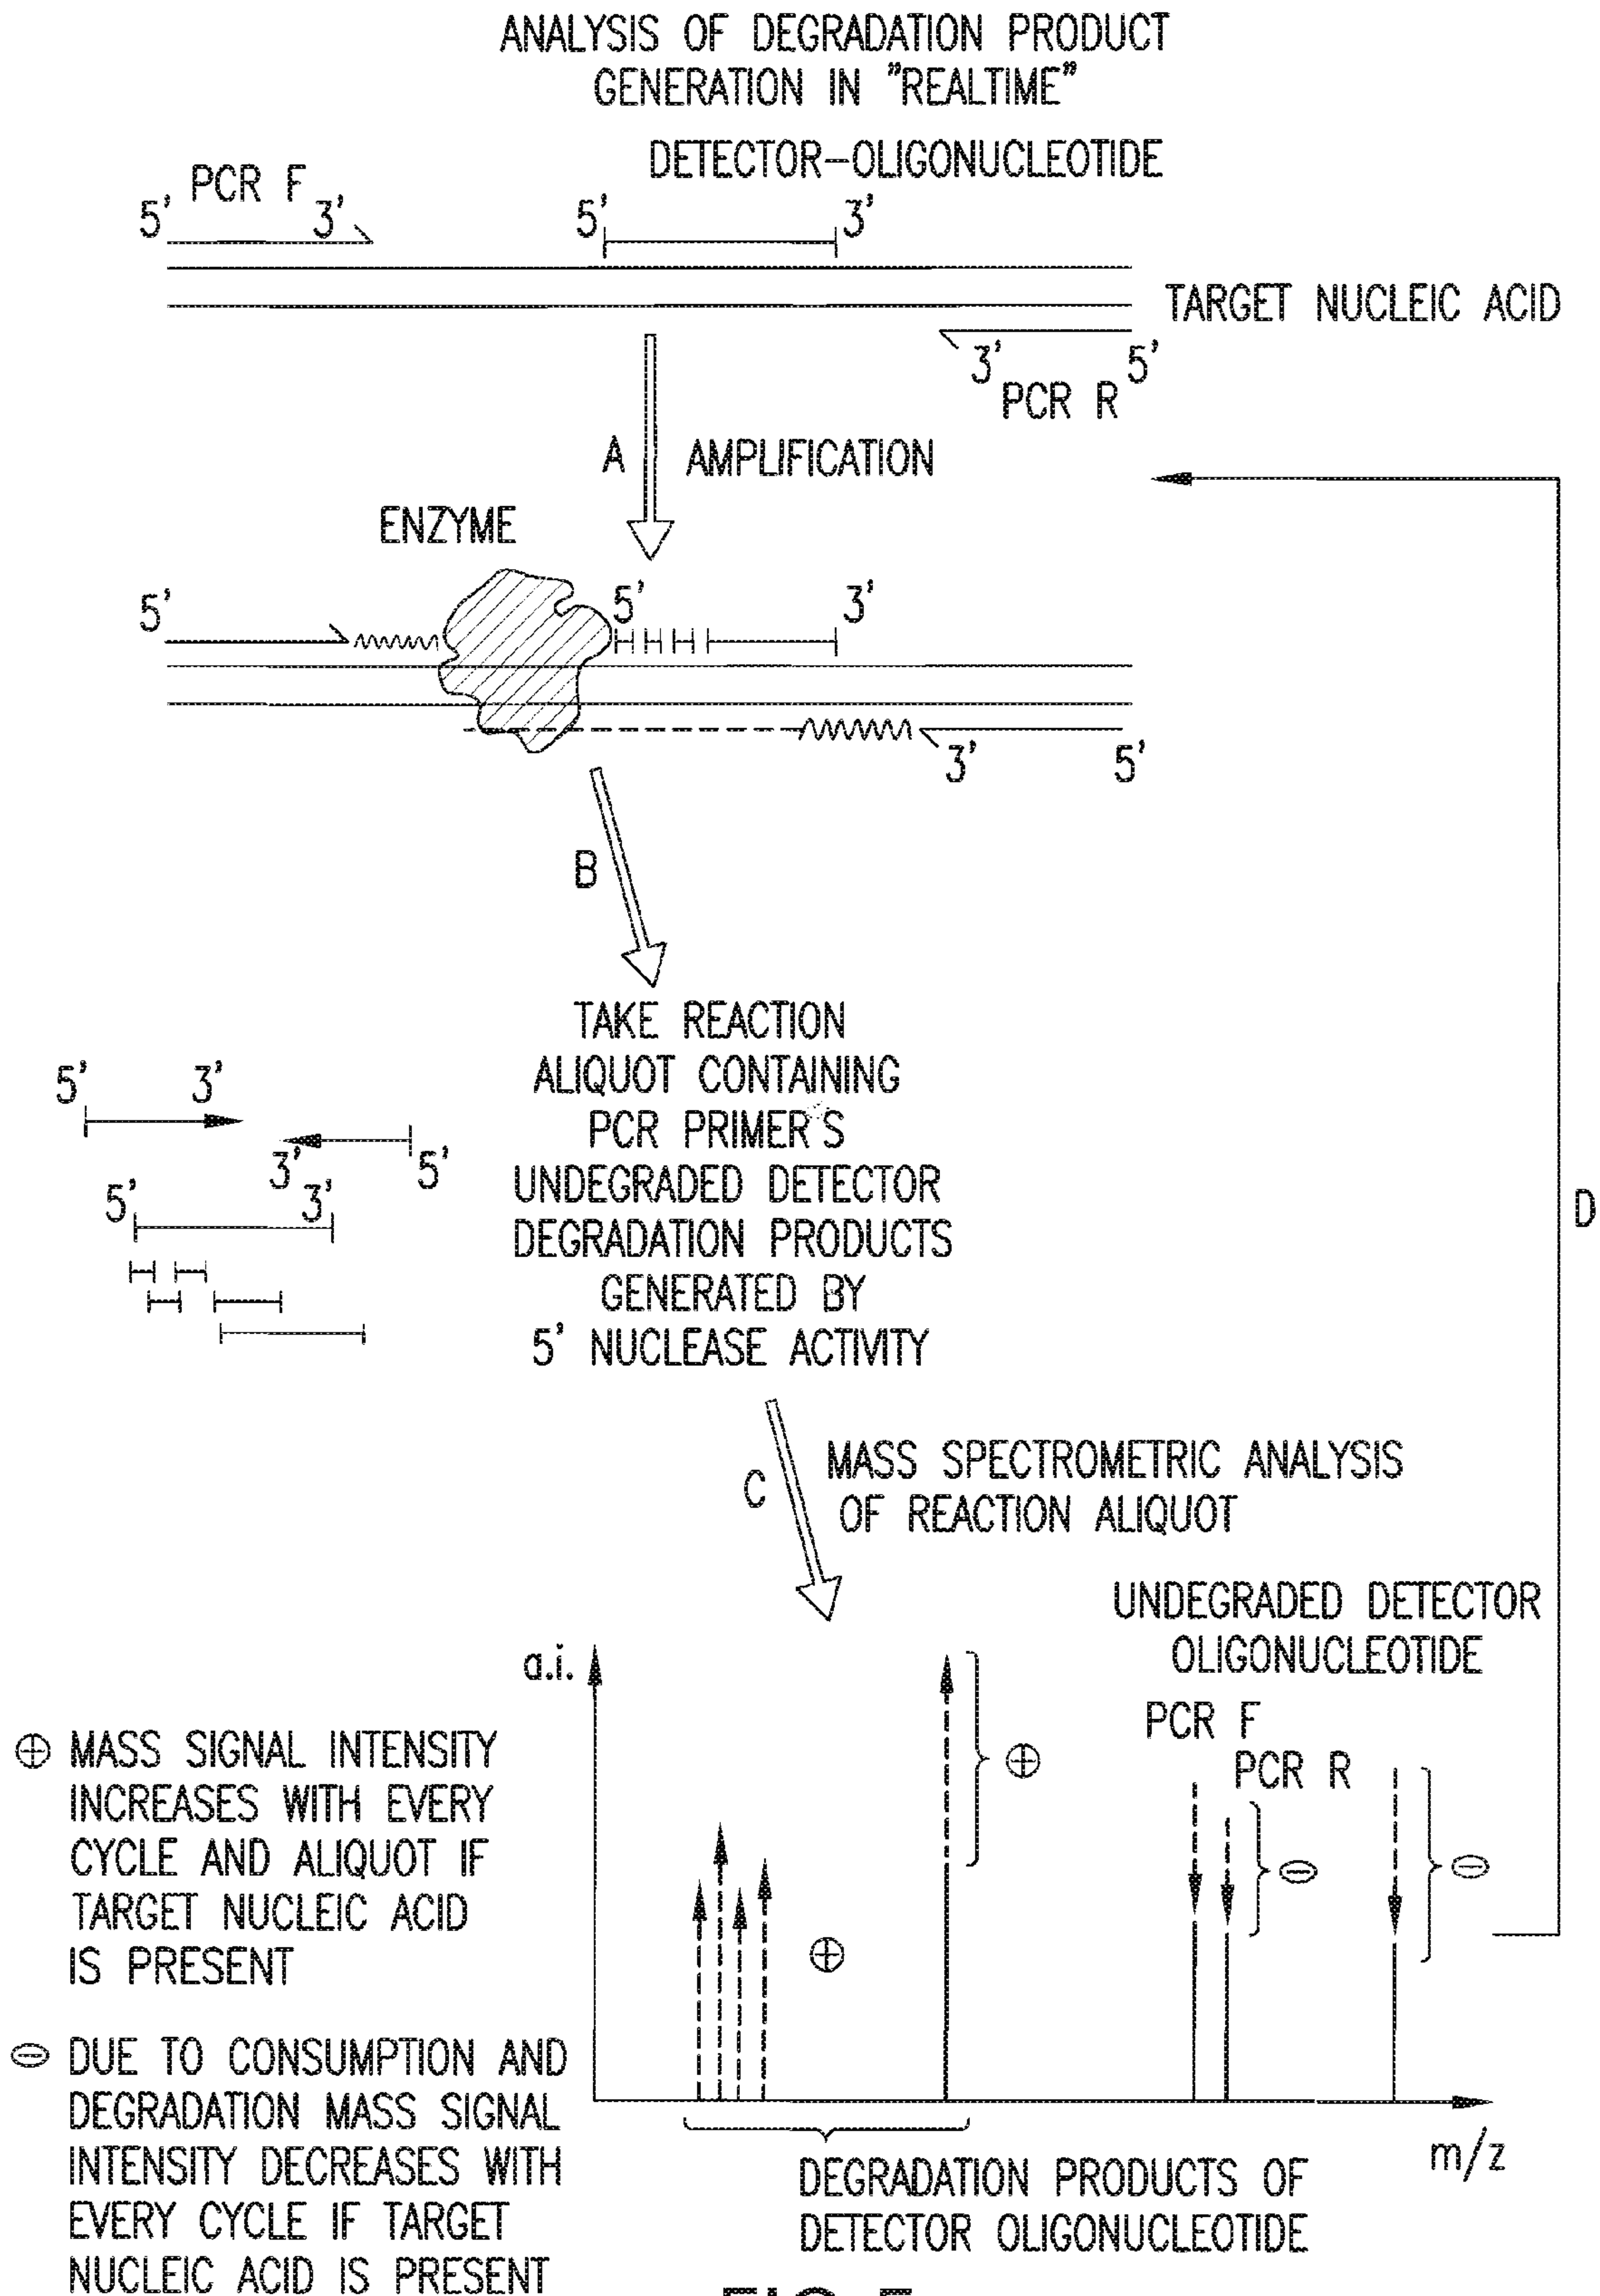 ANALYSIS OF DEGRADATION PRODUCT
GENERATION IN "REALTIME"
DETECTOR-OLIGONUCLEOTIDE
PCR F
5' 3' 5' 3'
TARGET NUCLEIC ACID
3' 5'
PCR R
A AMPLIFICATION
ENZYME
5' 5' 3'
3' 5'
B
TAKE REACTION
ALIQUOT CONTAINING
PCR PRIMER'S
UNDEGRADED DETECTOR
DEGRADATION PRODUCTS
GENERATED BY
5' NUCLEASE ACTIVITY
5' 3'
3' 5'
5' 3'
D
C
MASS SPECTROMETRIC ANALYSIS
OF REACTION ALIQUOT
UNDEGRADED DETECTOR
OLIGONUCLEOTIDE
a.i.
PCR F
PCR R
⊕ ⊖ ⊖
⊕
m/z
DEGRADATION PRODUCTS OF
DETECTOR OLIGONUCLEOTIDE
⊕ MASS SIGNAL INTENSITY
INCREASES WITH EVERY
CYCLE AND ALIQUOT IF
TARGET NUCLEIC ACID
IS PRESENT
⊖ DUE TO CONSUMPTION AND
DEGRADATION MASS SIGNAL
INTENSITY DECREASES WITH
EVERY CYCLE IF TARGET
NUCLEIC ACID IS PRESENT